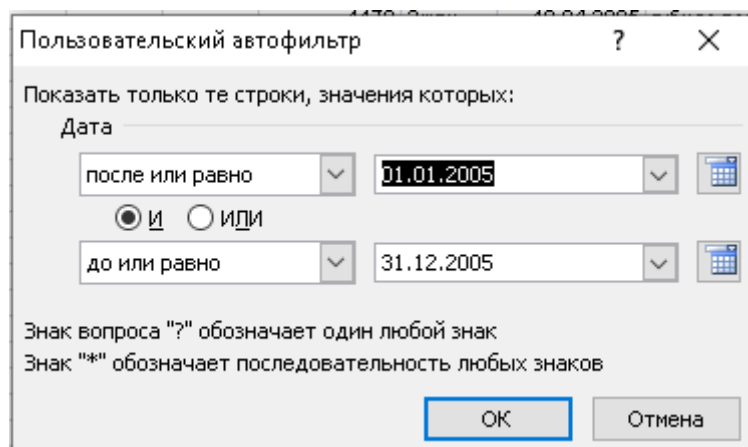 Пользовательский автофильтр ? ✕
Показать только те строки, значения которых:
Дата
после или равно 01.01.2005
И ИЛИ
до или равно 31.12.2005
Знак вопроса "?" обозначает один любой знак
Знак "*" обозначает последовательность любых знаков
ОК Отмена